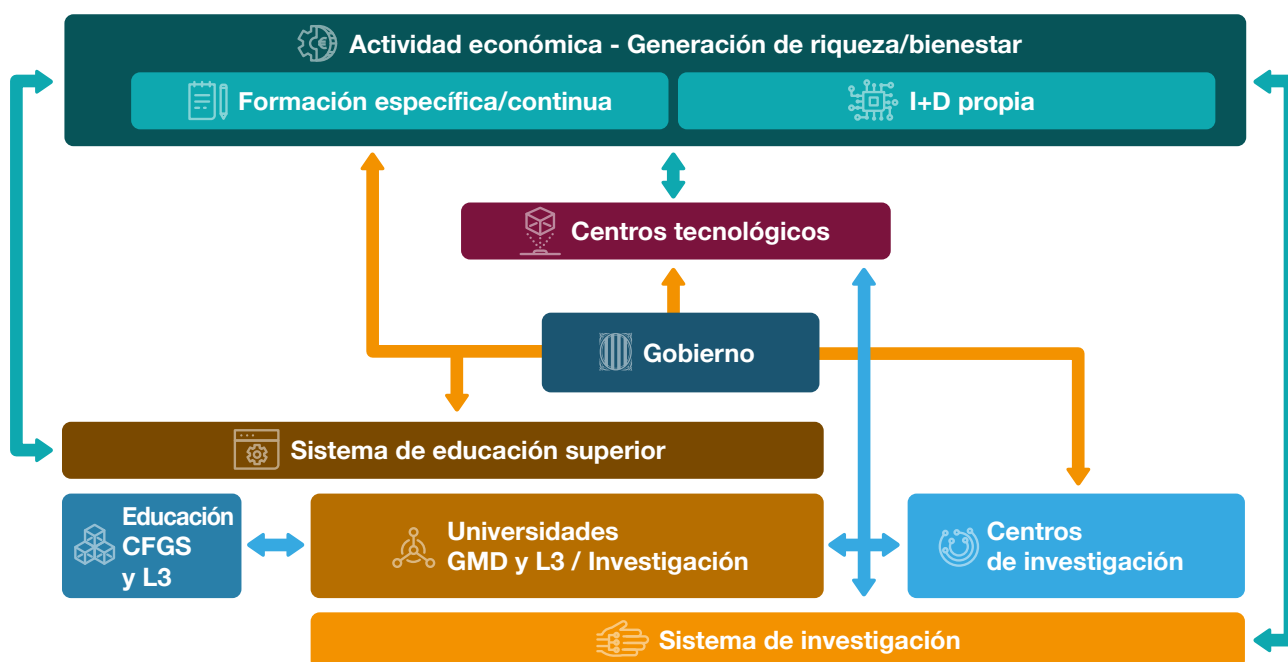 Actividad económica - Generación de riqueza/bienestar
Formación específica/continua
I+D propia
Centros tecnológicos
Gobierno
Sistema de educación superior
Educación
CFGS
y L3
Universidades
GMD y L3 / Investigación
Centros
de investigación
Sistema de investigación